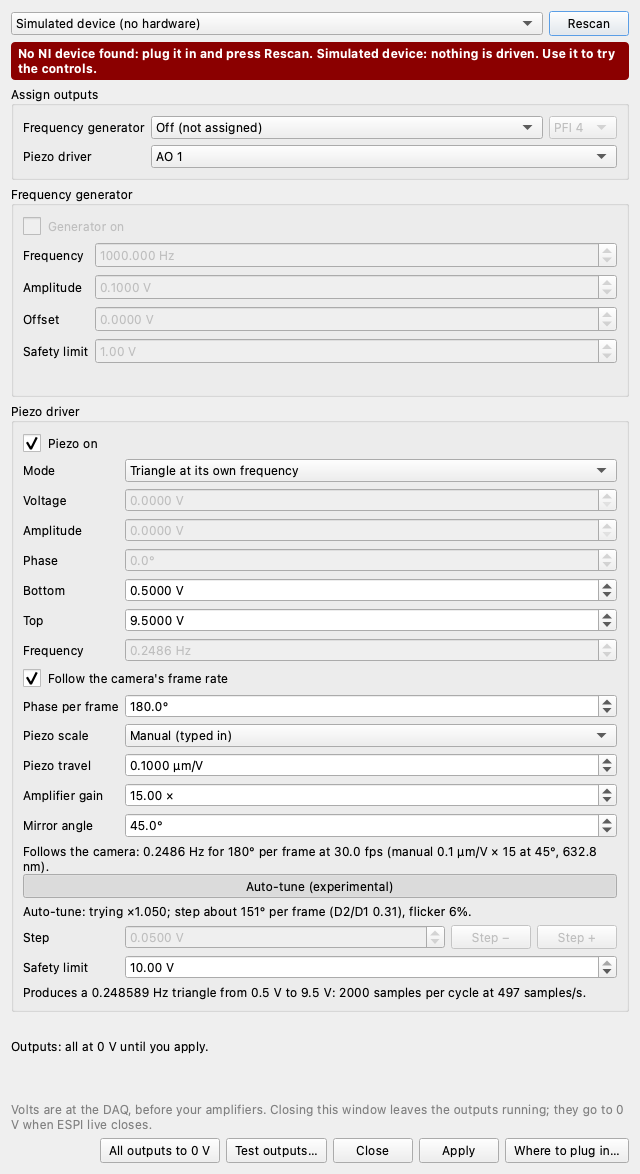 Simulated device (no hardware)
Rescan
No NI device found: plug it in and press Rescan. Simulated device: nothing is driven. Use it to try
the controls.
Assign outputs
Frequency generator Off (not assigned) PFI 4
Piezo driver AO 1
Frequency generator
Generator on
Frequency 1000.000 Hz
Amplitude 0.1000 V
Offset 0.0000 V
Safety limit 1.00 V
Piezo driver
Piezo on
Mode Triangle at its own frequency
Voltage 0.0000 V
Amplitude 0.0000 V
Phase 0.0°
Bottom 0.5000 V
Top 9.5000 V
Frequency 0.2486 Hz
Follow the camera's frame rate
Phase per frame 180.0°
Piezo scale Manual (typed in)
Piezo travel 0.1000 µm/V
Amplifier gain 15.00 ×
Mirror angle 45.0°
Follows the camera: 0.2486 Hz for 180° per frame at 30.0 fps (manual 0.1 µm/V × 15 at 45°, 632.8
nm).
Auto-tune (experimental)
Auto-tune: trying ×1.050; step about 151° per frame (D2/D1 0.31), flicker 6%.
Step 0.0500 V Step − Step +
Safety limit 10.00 V
Produces a 0.248589 Hz triangle from 0.5 V to 9.5 V: 2000 samples per cycle at 497 samples/s.
Outputs: all at 0 V until you apply.
Volts are at the DAQ, before your amplifiers. Closing this window leaves the outputs running; they go to 0
V when ESPI live closes.
All outputs to 0 V Test outputs... Close Apply Where to plug in...